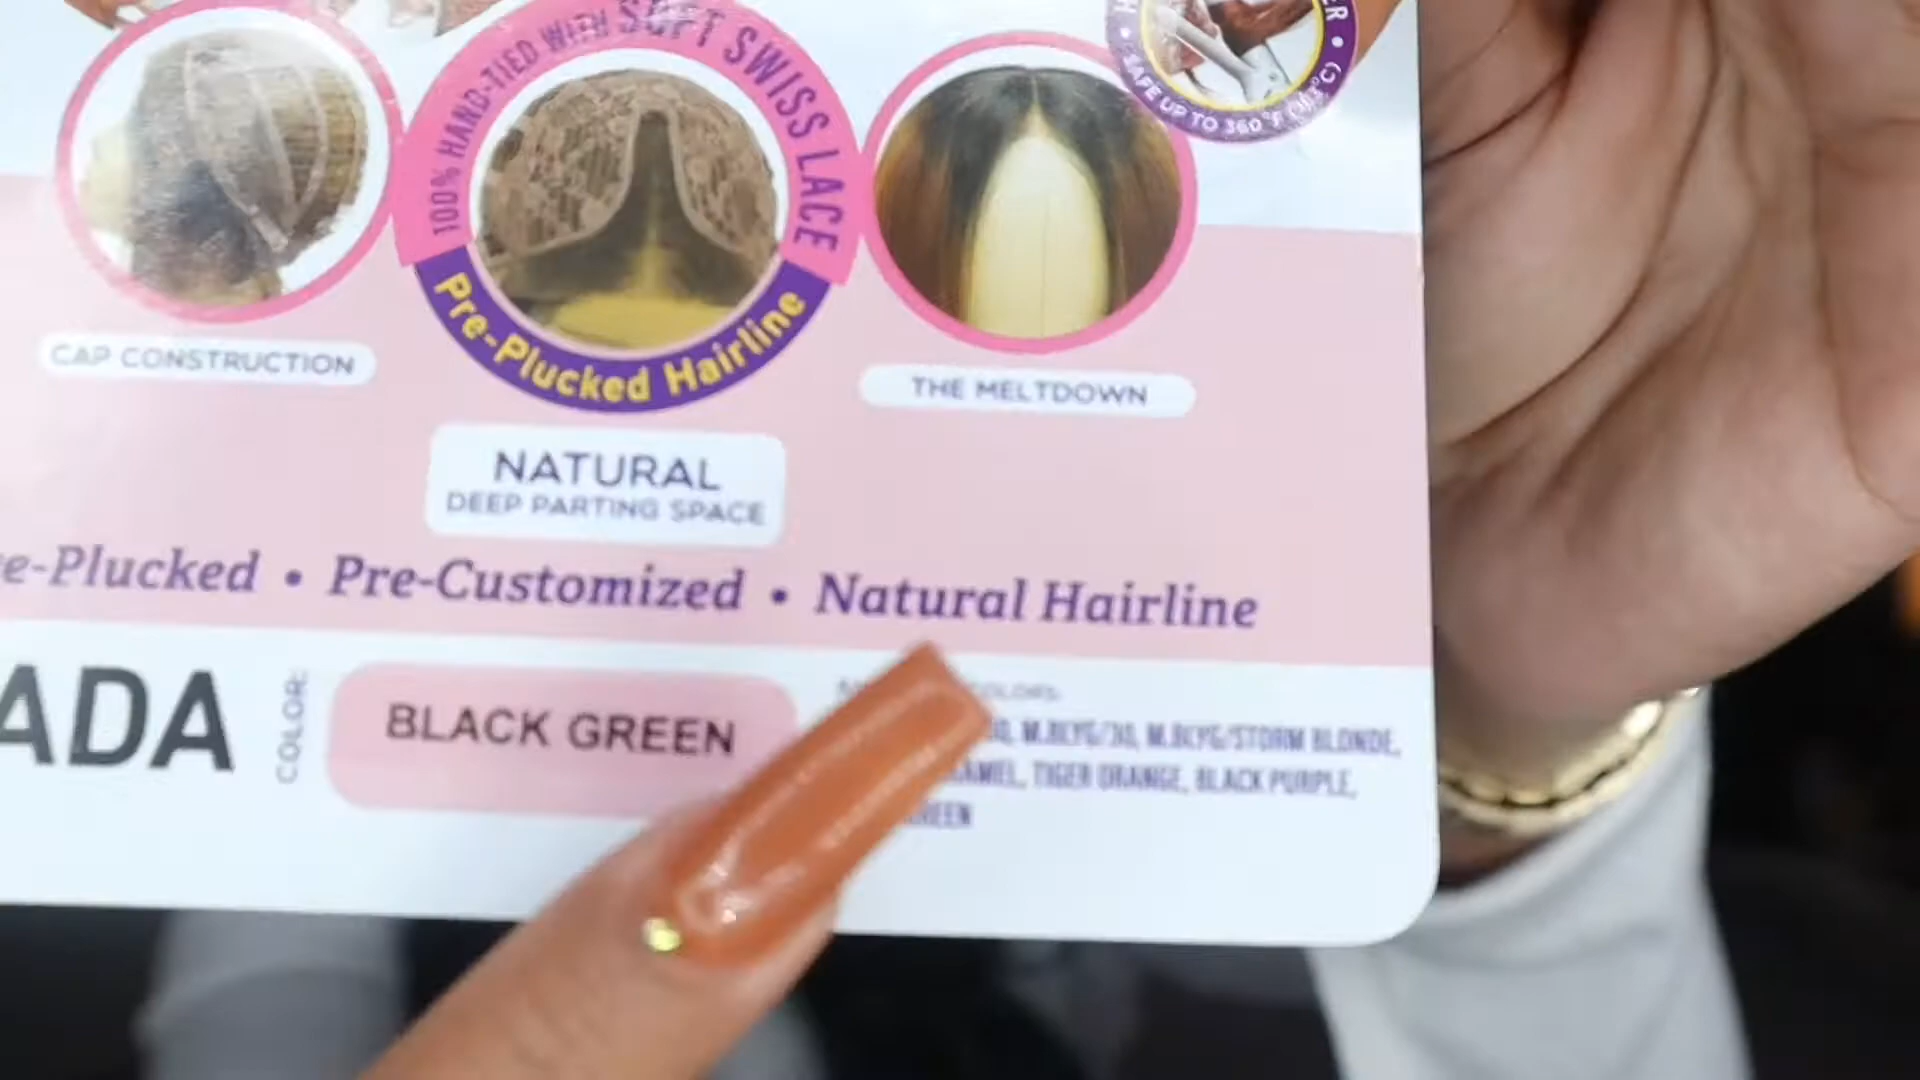 100% HAND-TIED WITH SOFT SWISS LACE
SAFE UP TO 360°F
Pre-Plucked Hairline
CAP CONSTRUCTION
THE MELTDOWN
NATURAL
DEEP PARTING SPACE
e-Plucked • Pre-Customized • Natural Hairline
ADA
COLOR:
BLACK GREEN
COLORS:
M.BLYG/30, M.BLYG/STORM BLONDE,
TIGER ORANGE, BLACK PURPLE,